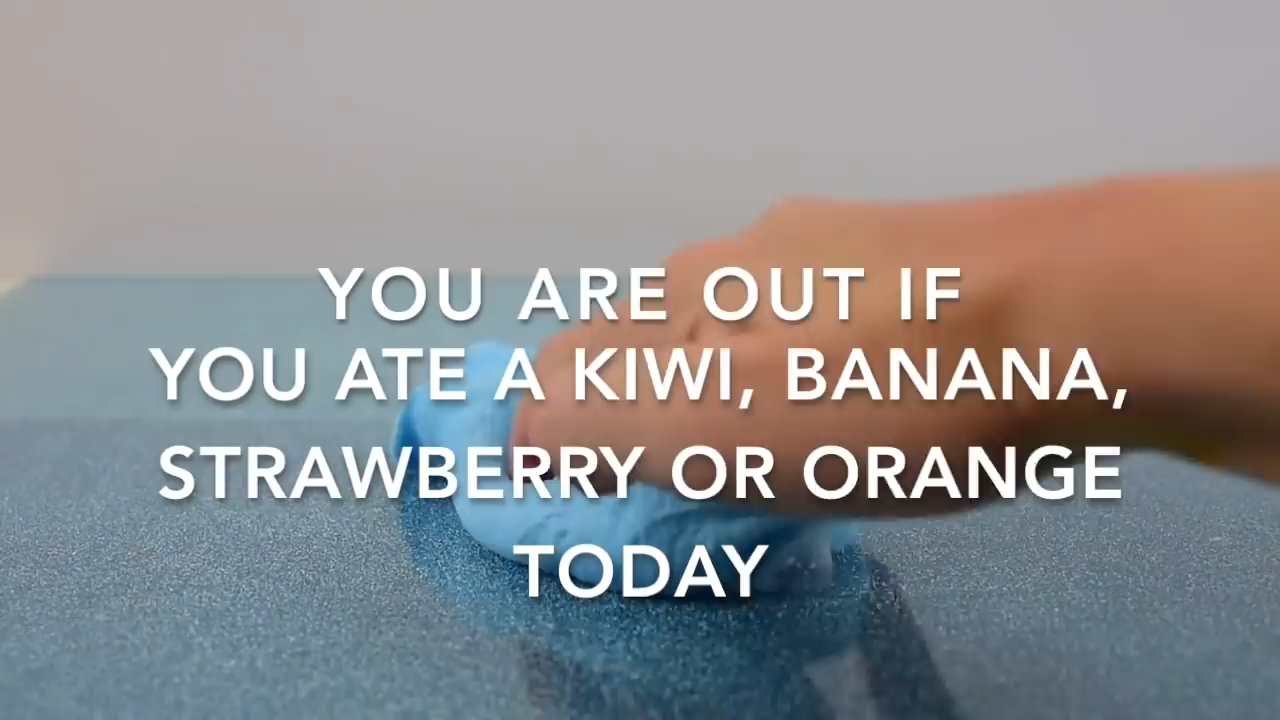 YOU ARE OUT IF
YOU ATE A KIWI, BANANA,
STRAWBERRY OR ORANGE
TODAY